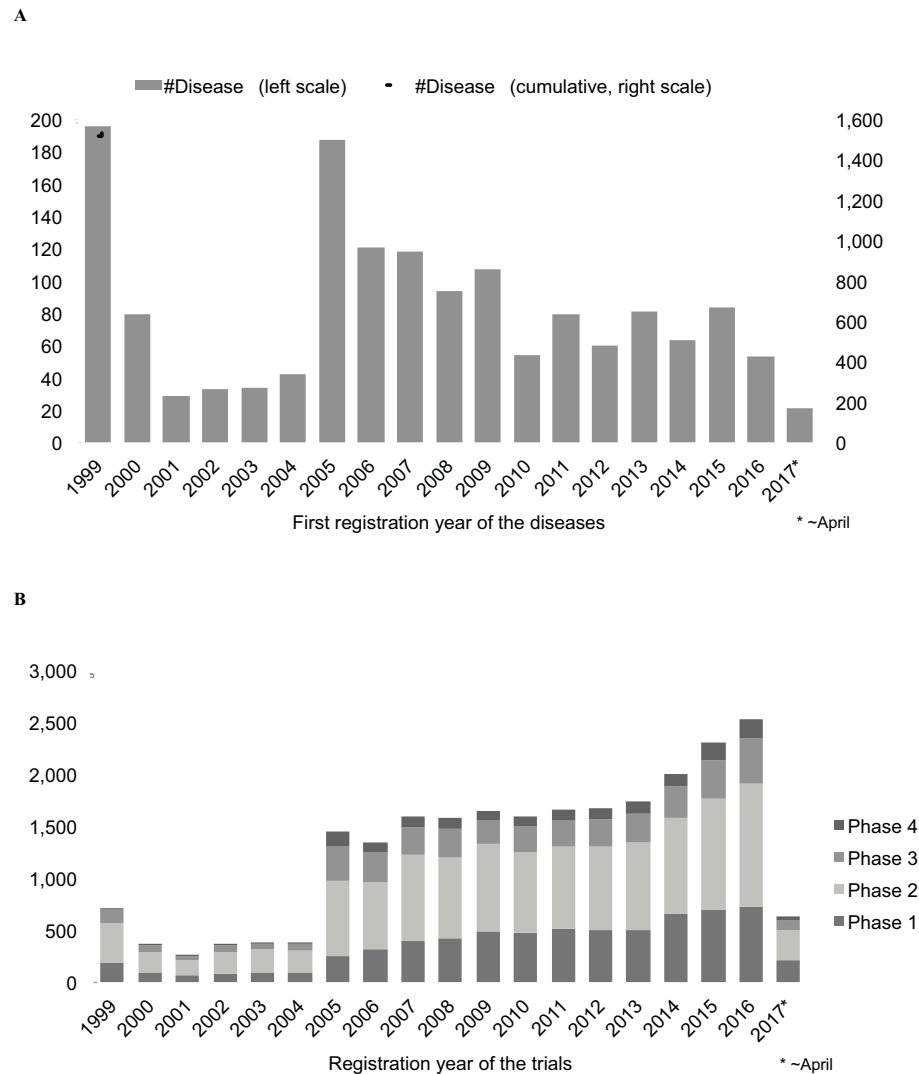 A
#Disease (left scale) #Disease (cumulative, right scale)
200 1,600
180 1,400
160 1,200
140 1,000
120 800
100 600
80 400
60 200
40 0
20
0
1999 2000 2001 2002 2003 2004 2005 2006 2007 2008 2009 2010 2011 2012 2013 2014 2015 2016 2017*
First registration year of the diseases * ~April
B
3,000
2,500
2,000
1,500
1,000
500
0
Phase 4
Phase 3
Phase 2
Phase 1
1999 2000 2001 2002 2003 2004 2005 2006 2007 2008 2009 2010 2011 2012 2013 2014 2015 2016 2017*
Registration year of the trials * ~April